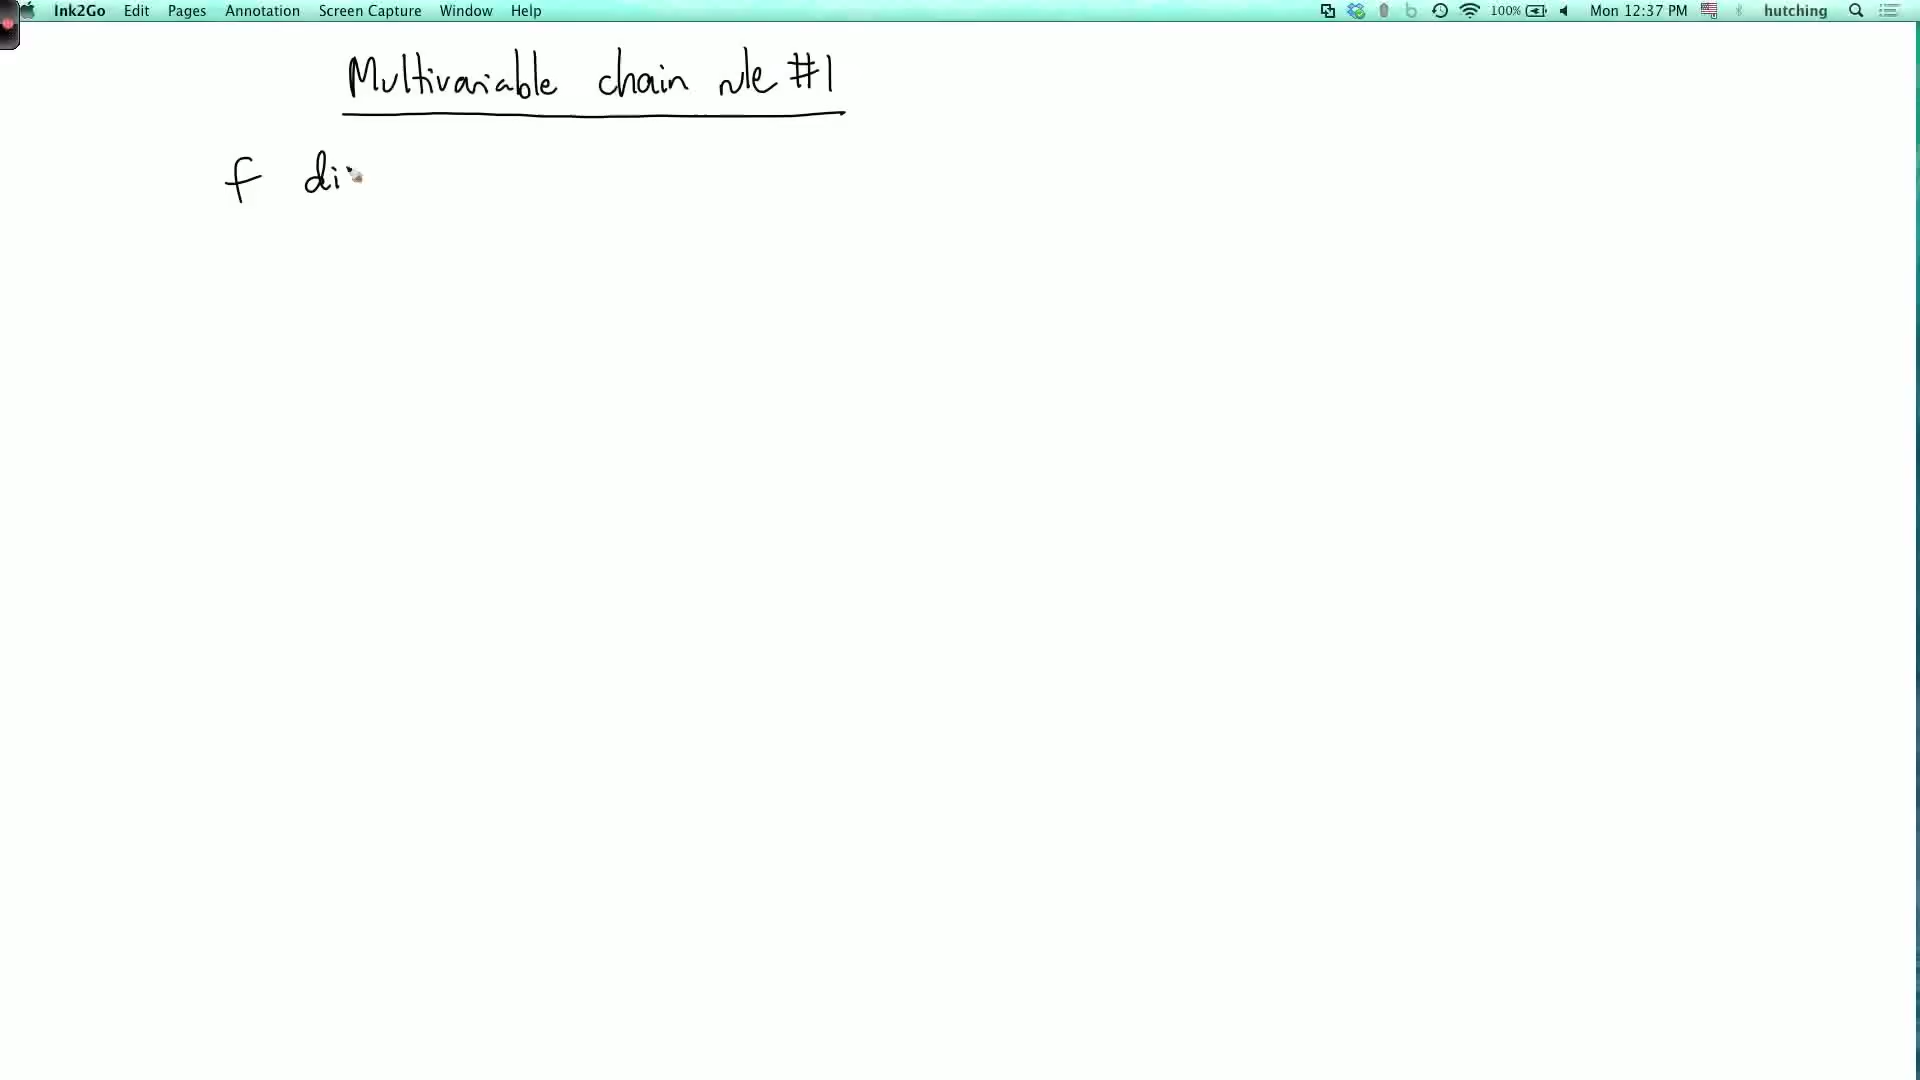 Ink2Go Edit Pages Annotation Screen Capture Window Help 100% Mon 12:37 PM hutching
Multivariable chain rule #1
f di